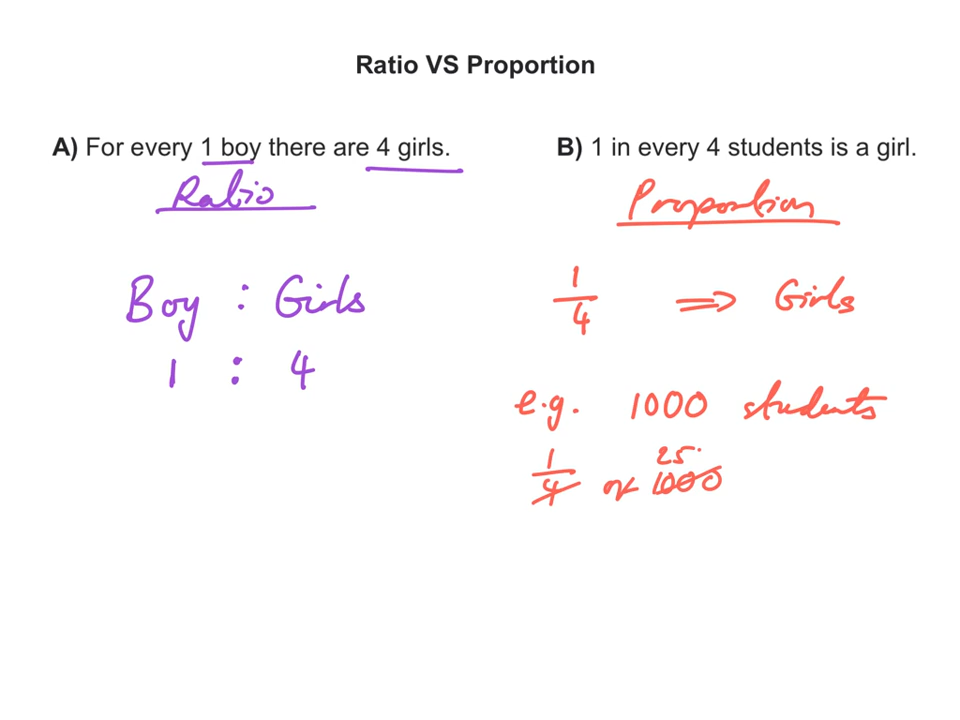 Ratio VS Proportion
A) For every 1 boy there are 4 girls.
Ratio
Boy : Girls
1 : 4
B) 1 in every 4 students is a girl.
Proportion
1/4 ⇒ Girls
e.g. 1000 students
25
1/4 of 1000